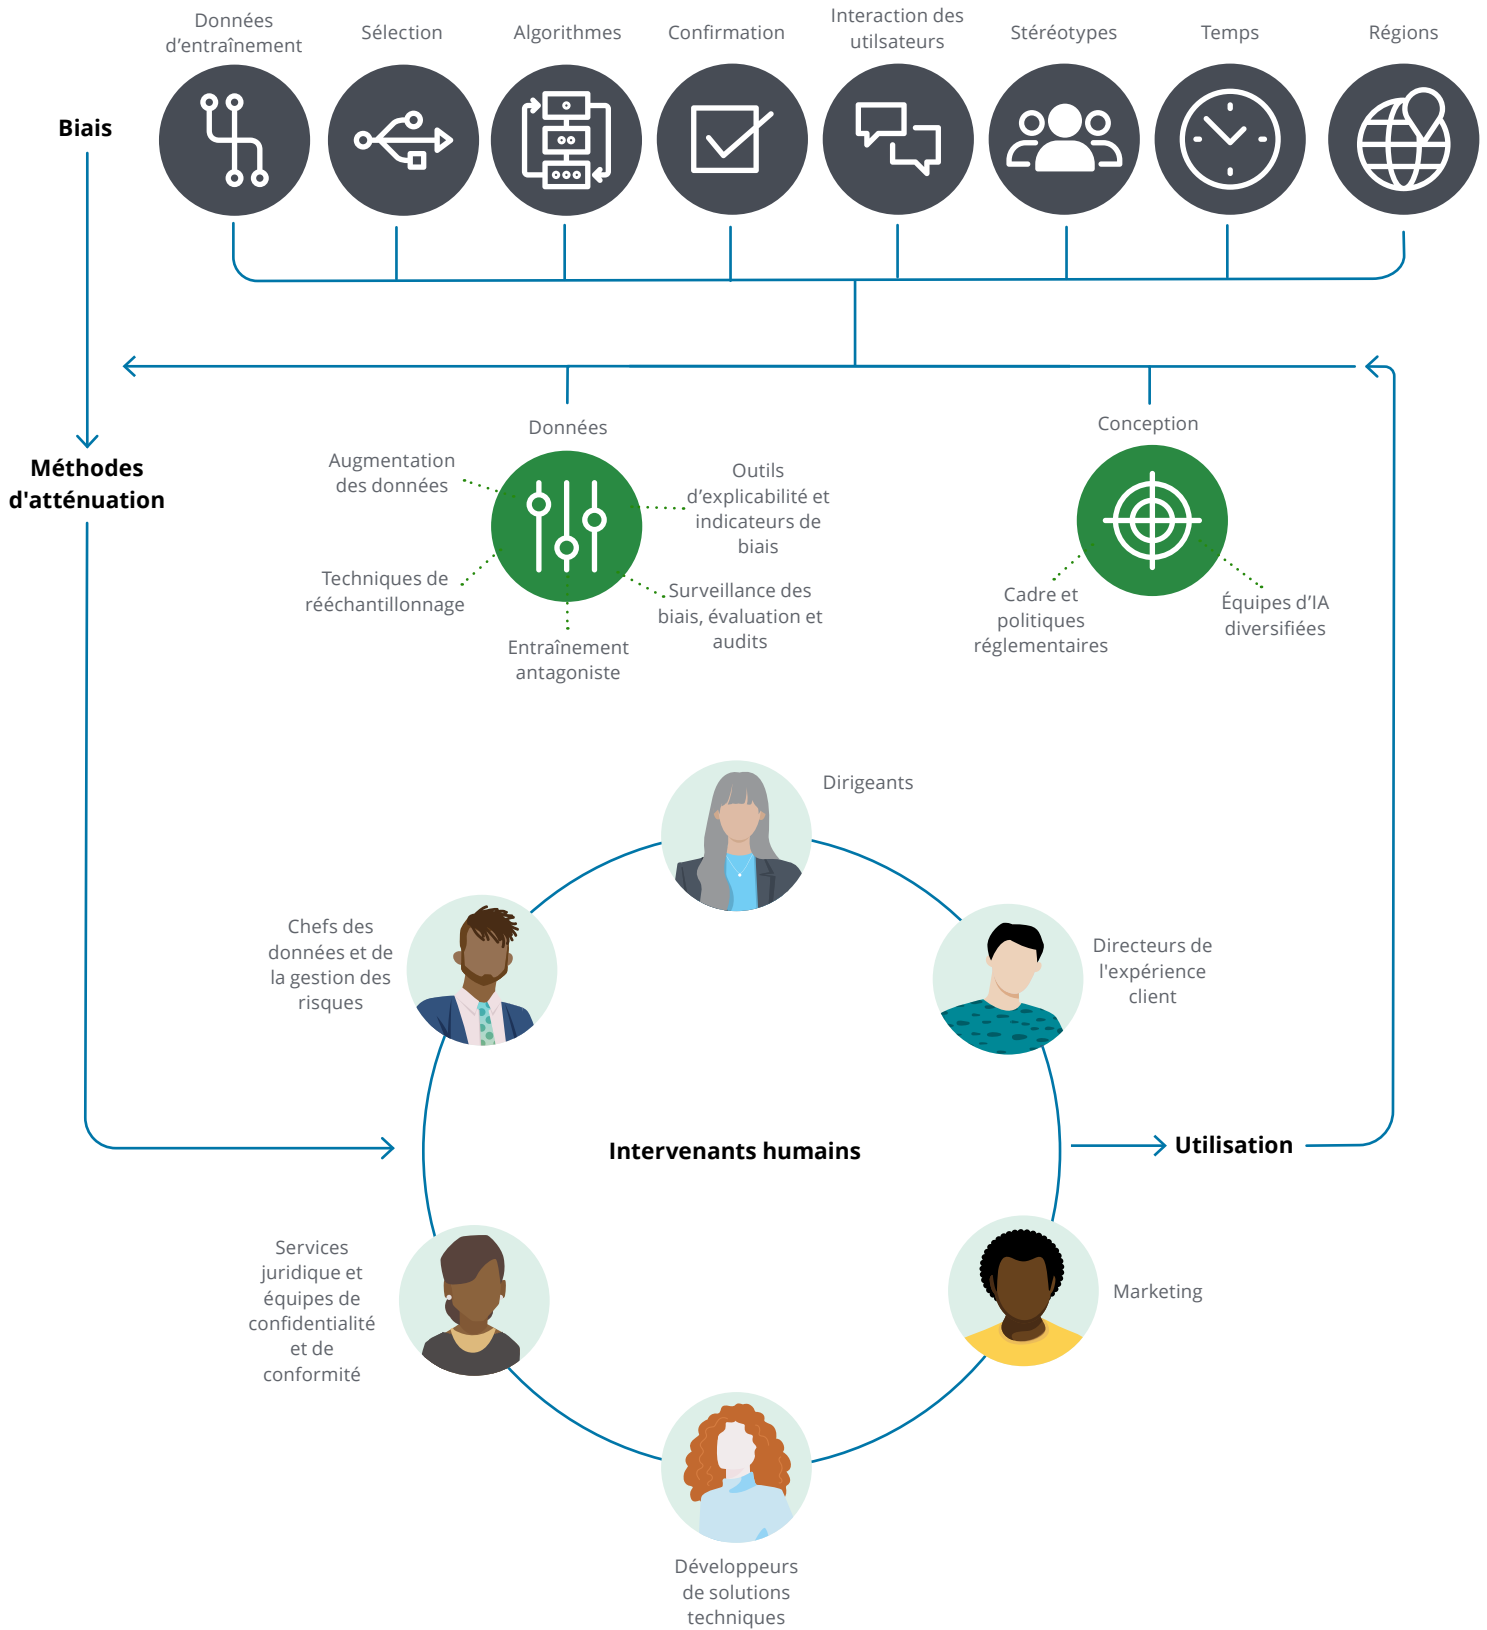 Données
d’entraînement
Sélection
Algorithmes
Confirmation
Interaction des
utilsateurs
Stéréotypes
Temps
Régions
Biais
Méthodes
d'atténuation
Données
Augmentation
des données
Outils
d’explicabilité et
indicateurs de
biais
Techniques de
rééchantillonnage
Surveillance des
biais, évaluation et
audits
Entraînement
antagoniste
Conception
Cadre et
politiques
réglementaires
Équipes d’IA
diversifiées
Dirigeants
Chefs des
données et de
la gestion des
risques
Directeurs de
l'expérience
client
Intervenants humains
Utilisation
Services
juridique et
équipes de
confidentialité
et de
conformité
Marketing
Développeurs
de solutions
techniques